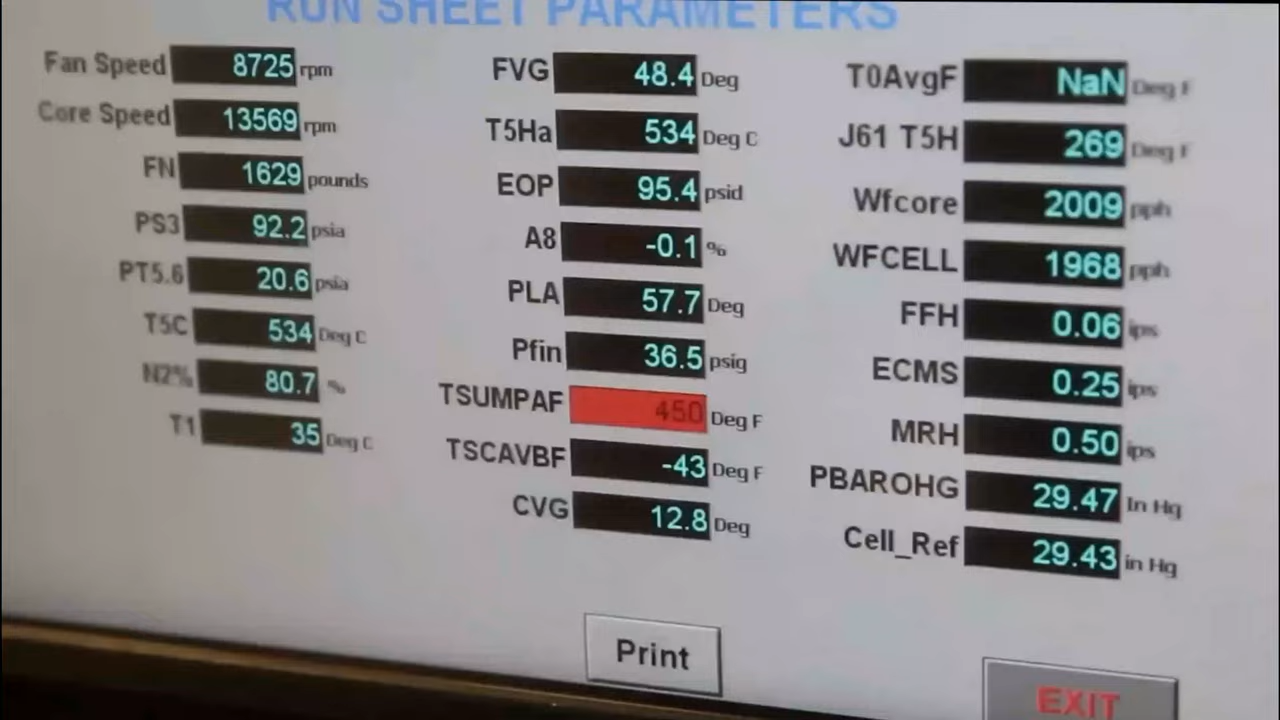 RUN SHEET PARAMETERS
Fan Speed 8725 rpm
Core Speed 13569 rpm
FN 1629 pounds
PS3 92.2 psia
PT5.6 20.6 psia
T5C 534 Deg C
N2% 80.7 %
T1 35 Deg C
FVG 48.4 Deg
T5Ha 534 Deg C
EOP 95.4 psid
A8 -0.1 %
PLA 57.7 Deg
Pfin 36.5 psig
TSUMPAF 450 Deg F
TSCAVBF -43 Deg F
CVG 12.8 Deg
T0AvgF NaN Deg F
J61 T5H 269 Deg F
Wfcore 2009 pph
WFCELL 1968 pph
FFH 0.06 ips
ECMS 0.25 ips
MRH 0.50 ips
PBAROHG 29.47 In Hg
Cell_Ref 29.43 in Hg
Print
EXIT